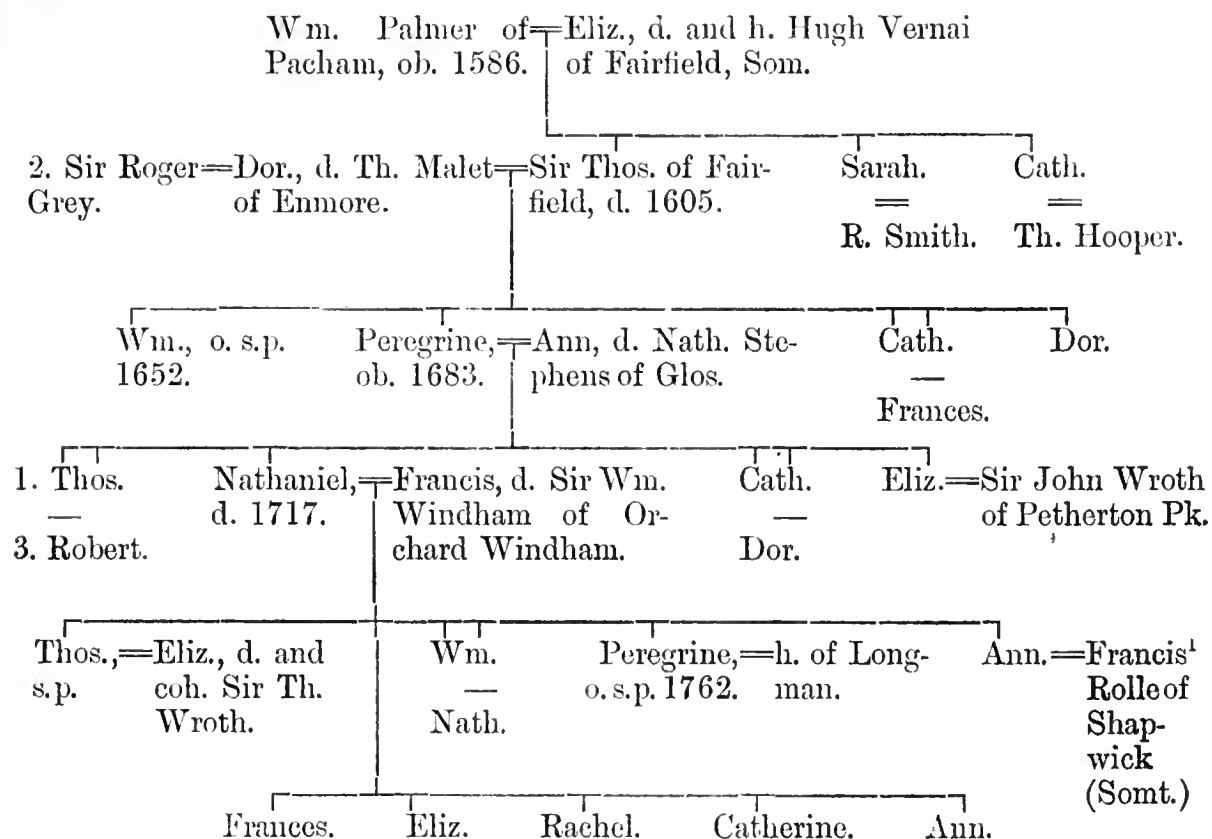 Wm. Palmer of=Eliz., d. and h. Hugh Vernai
Pacham, ob. 1586. of Fairfield, Som.
2. Sir Roger=Dor., d. Th. Malet=Sir Thos. of Fair- Sarah. Cath.
Grey. of Enmore. field, d. 1605. = =
R. Smith. Th. Hooper.
Wm., o. s.p. Peregrine,=Ann, d. Nath. Ste- Cath. Dor.
1652. ob. 1683. phens of Glos. —
Frances.
1. Thos. Nathaniel,=Francis, d. Sir Wm. Cath. Eliz.=Sir John Wroth
— d. 1717. Windham of Or- — of Petherton Pk.
3. Robert. chard Windham. Dor.
Thos.,=Eliz., d. and Wm. Peregrine,=h. of Long- Ann.=Francis¹
s.p. coh. Sir Th. — o. s.p. 1762. man. Rolle of
Wroth. Nath. Shap-
wick
(Somt.)
Frances. Eliz. Rachel. Catherine. Ann.